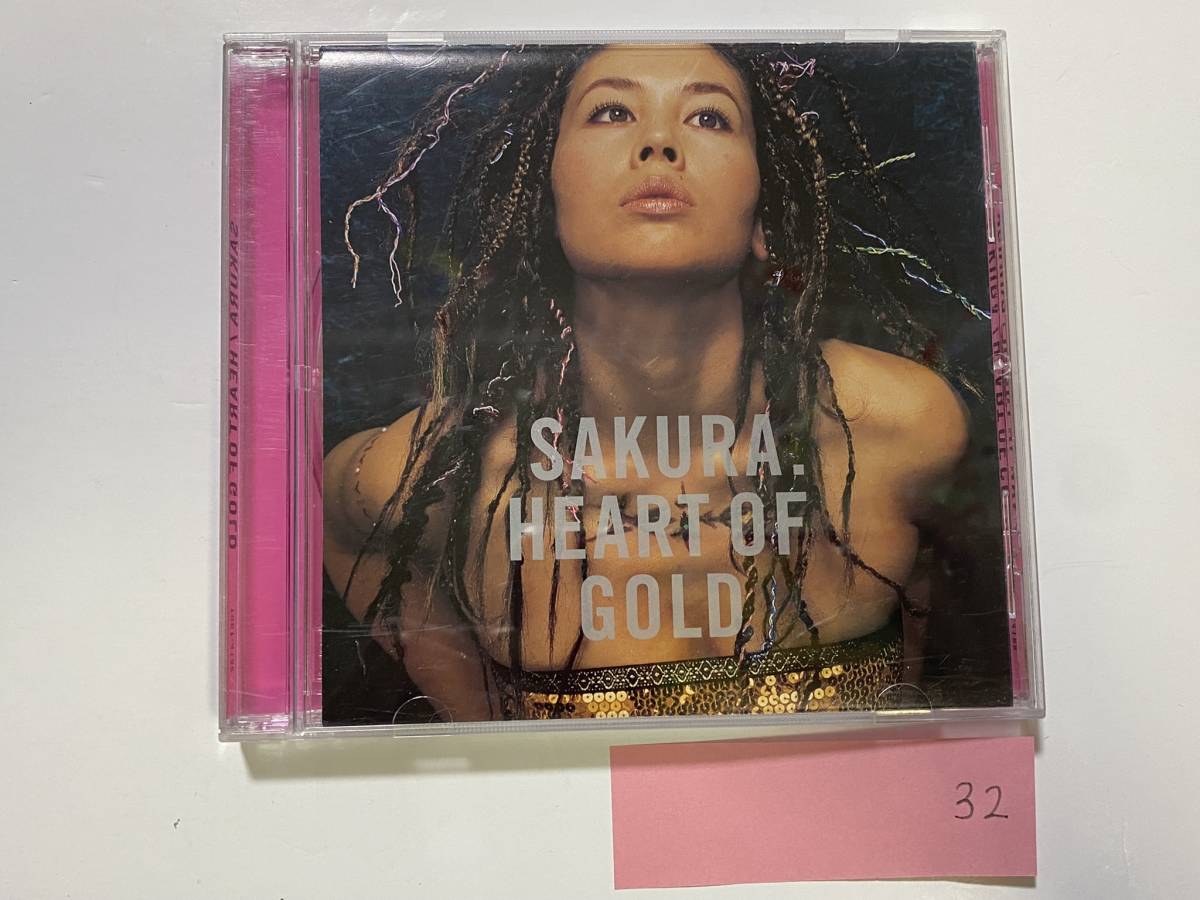 SAKURA.
HEART OF
GOLD
SAKURA / HEART OF GOLD
32